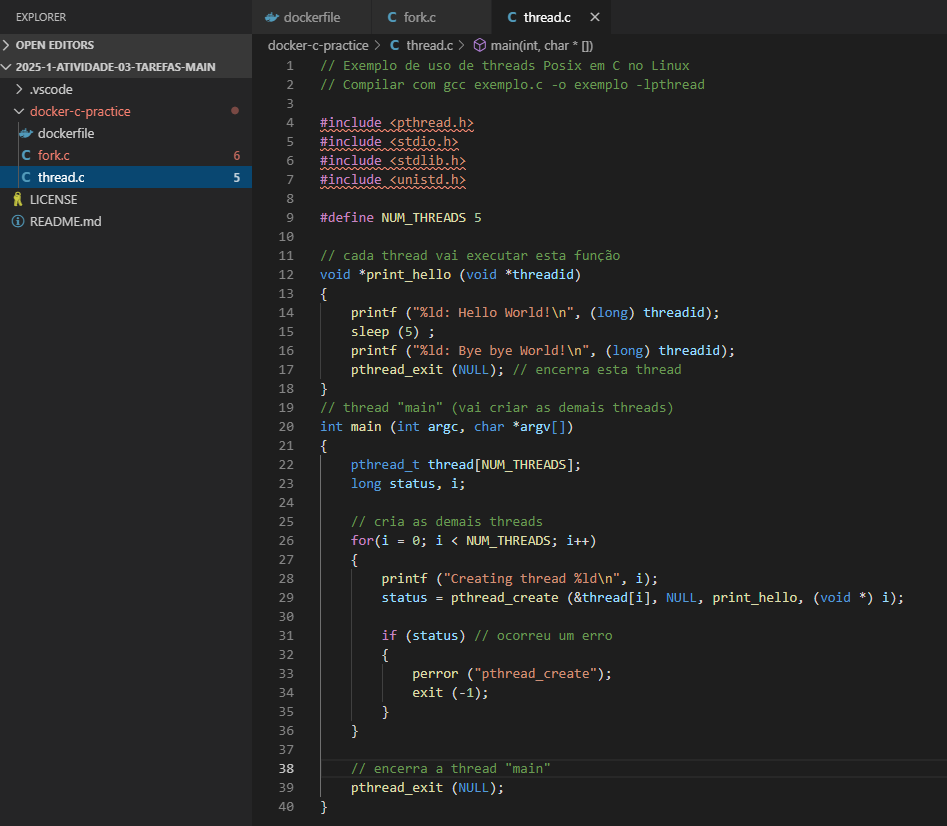 EXPLORER
OPEN EDITORS
2025-1-ATIVIDADE-03-TAREFAS-MAIN
.vscode
docker-c-practice
dockerfile
C fork.c 6
C thread.c 5
LICENSE
README.md
dockerfile
C fork.c
C thread.c
docker-c-practice > C thread.c > main(int, char * [])
1 // Exemplo de uso de threads Posix em C no Linux
2 // Compilar com gcc exemplo.c -o exemplo -lpthread
3
4 #include <pthread.h>
5 #include <stdio.h>
6 #include <stdlib.h>
7 #include <unistd.h>
8
9 #define NUM_THREADS 5
10
11 // cada thread vai executar esta função
12 void *print_hello (void *threadid)
13 {
14     printf ("%ld: Hello World!\n", (long) threadid);
15     sleep (5) ;
16     printf ("%ld: Bye bye World!\n", (long) threadid);
17     pthread_exit (NULL); // encerra esta thread
18 }
19 // thread "main" (vai criar as demais threads)
20 int main (int argc, char *argv[])
21 {
22     pthread_t thread[NUM_THREADS];
23     long status, i;
24
25     // cria as demais threads
26     for(i = 0; i < NUM_THREADS; i++)
27     {
28         printf ("Creating thread %ld\n", i);
29         status = pthread_create (&thread[i], NULL, print_hello, (void *) i);
30
31         if (status) // ocorreu um erro
32         {
33             perror ("pthread_create");
34             exit (-1);
35         }
36     }
37
38     // encerra a thread "main"
39     pthread_exit (NULL);
40 }